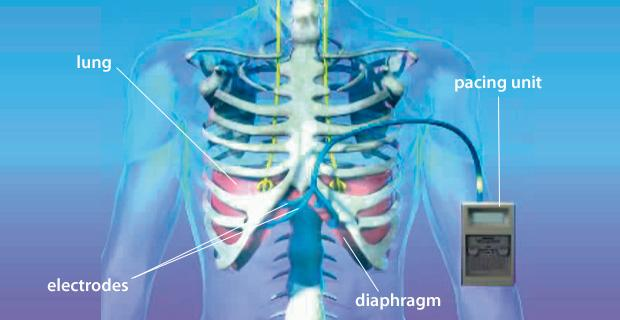 lung
pacing unit
electrodes
diaphragm